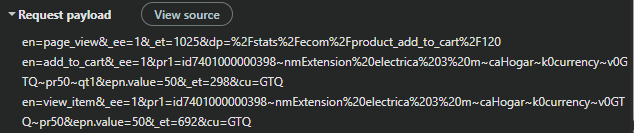 Request payload
View source
en=page_view&_ee=1&_et=1025&dp=%2Fstats%2Fecom%2Fproduct_add_to_cart%2F120
en=add_to_cart&_ee=1&pr1=id7401000000398~nmExtension%20electrica%203%20m~caHogar~k0currency~v0G
TQ~pr50~qt1&epn.value=50&_et=298&cu=GTQ
en=view_item&_ee=1&pr1=id7401000000398~nmExtension%20electrica%203%20m~caHogar~k0currency~v0GT
Q~pr50&epn.value=50&_et=692&cu=GTQ